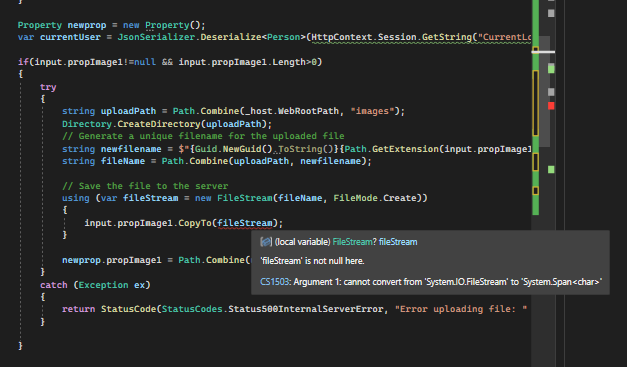 Property newprop = new Property();
var currentUser = JsonSerializer.Deserialize<Person>(HttpContext.Session.GetString("CurrentLo
if(input.propImage1!=null && input.propImage1.Length>0)
{
try
{
string uploadPath = Path.Combine(_host.WebRootPath, "images");
Directory.CreateDirectory(uploadPath);
// Generate a unique filename for the uploaded file
string newfilename = $"{Guid.NewGuid().ToString()}{Path.GetExtension(input.propImage1
string fileName = Path.Combine(uploadPath, newfilename);
// Save the file to the server
using (var fileStream = new FileStream(fileName, FileMode.Create))
{
input.propImage1.CopyTo(fileStream);
}
(local variable) FileStream? fileStream
'fileStream' is not null here.
newprop.propImage1 = Path.Combine(
CS1503: Argument 1: cannot convert from 'System.IO.FileStream' to 'System.Span<char>'
}
catch (Exception ex)
{
return StatusCode(StatusCodes.Status500InternalServerError, "Error uploading file: "
}
}